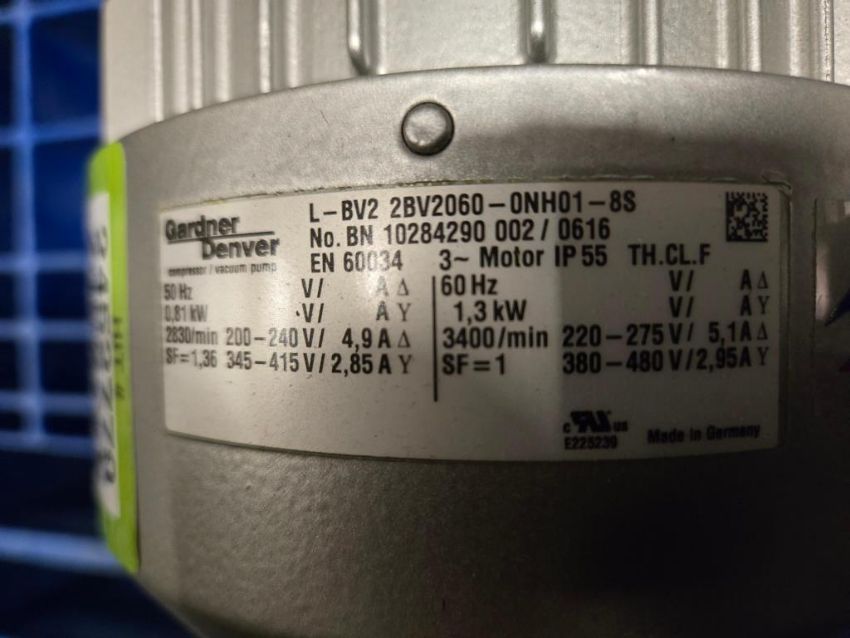 Gardner
Denver
compressor / vacuum pump
L-BV2 2BV2060-0NH01-8S
No. BN 10284290 002 / 0616
EN 60034 3~ Motor IP 55 TH.CL.F
50 Hz V/ A Δ 60 Hz V/ A Δ
0,81 kW V/ A Y 1,3 kW V/ A Y
2830/min 200-240 V/ 4,9 A Δ 3400/min 220-275 V/ 5,1 A Δ
SF=1,36 345-415 V/ 2,85 A Y SF=1 380-480 V/ 2,95 A Y
c UR us
E225239 Made in Germany
HIT #